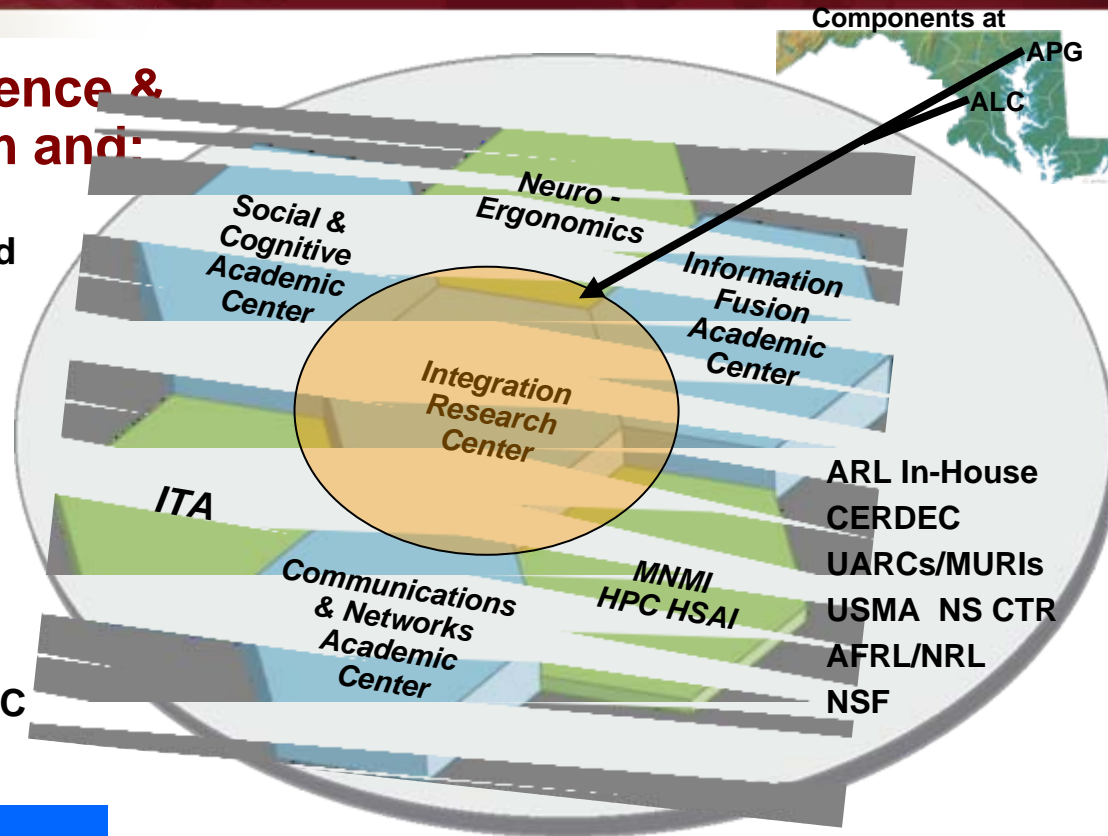 Components at
APG
ALC
ence &
n and:
d
Social &
Cognitive
Academic
Center
Neuro -
Ergonomics
Information
Fusion
Academic
Center
Integration
Research
Center
ITA
Communications
& Networks
Academic
Center
MNMI
HPC HSAI
ARL In-House
CERDEC
UARCs/MURIs
USMA NS CTR
AFRL/NRL
NSF
C